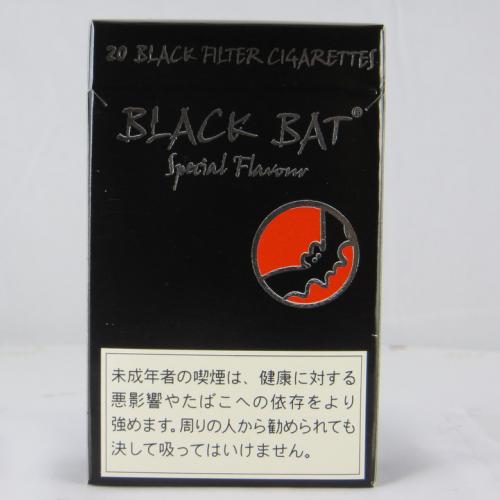 20 BLACK FILTER CIGARETTES
BLACK BAT®
Special Flavour
未成年者の喫煙は、健康に対する
悪影響やたばこへの依存をより
強めます。周りの人から勧められても
決して吸ってはいけません。